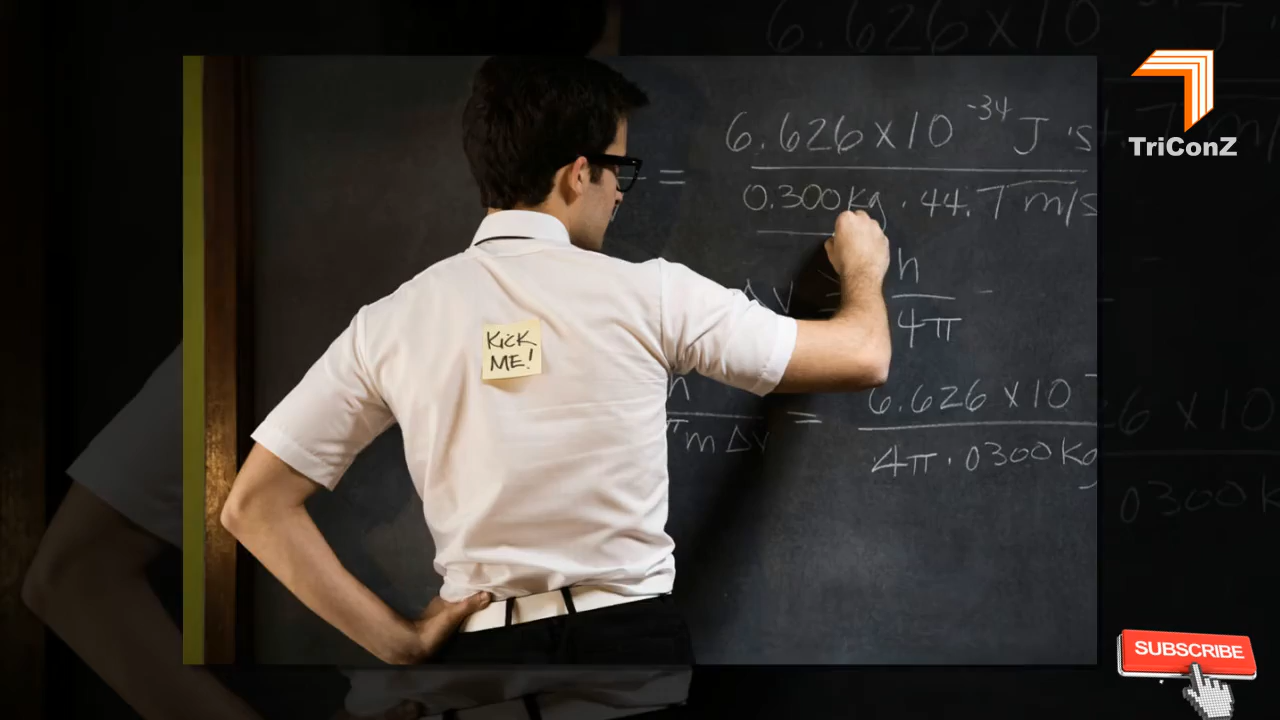 TriConZ
6.626 x 10 -34 J·s
=
0.300 Kg · 44.7 m/s
Δv ≥ h
4π
KiCK
ME!
h = 6.626 x 10
πmΔv 4π · 0300 Kg
SUBSCRIBE